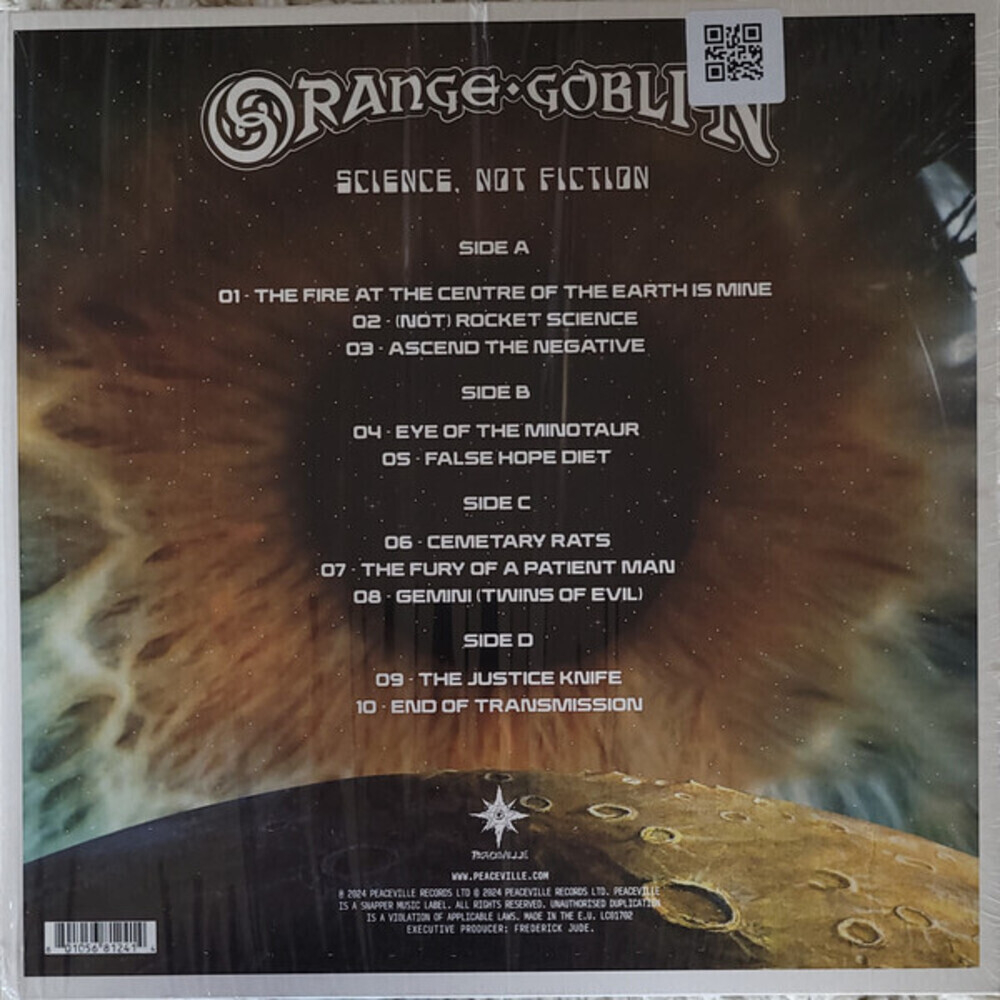 ORANGE·GOBLIN
SCIENCE, NOT FICTION
SIDE A
01 · THE FIRE AT THE CENTRE OF THE EARTH IS MINE
02 · (NOT) ROCKET SCIENCE
03 · ASCEND THE NEGATIVE
SIDE B
04 · EYE OF THE MINOTAUR
05 · FALSE HOPE DIET
SIDE C
06 · CEMETARY RATS
07 · THE FURY OF A PATIENT MAN
08 · GEMINI (TWINS OF EVIL)
SIDE D
09 · THE JUSTICE KNIFE
10 · END OF TRANSMISSION
PEACEVILLE
WWW.PEACEVILLE.COM
℗ 2024 PEACEVILLE RECORDS LTD © 2024 PEACEVILLE RECORDS LTD. PEACEVILLE
IS A SNAPPER MUSIC LABEL. ALL RIGHTS RESERVED. UNAUTHORISED DUPLICATION
IS A VIOLATION OF APPLICABLE LAWS. MADE IN THE E.U. LC01702
EXECUTIVE PRODUCER: FREDERICK JUDE.
8 01056 81241 4